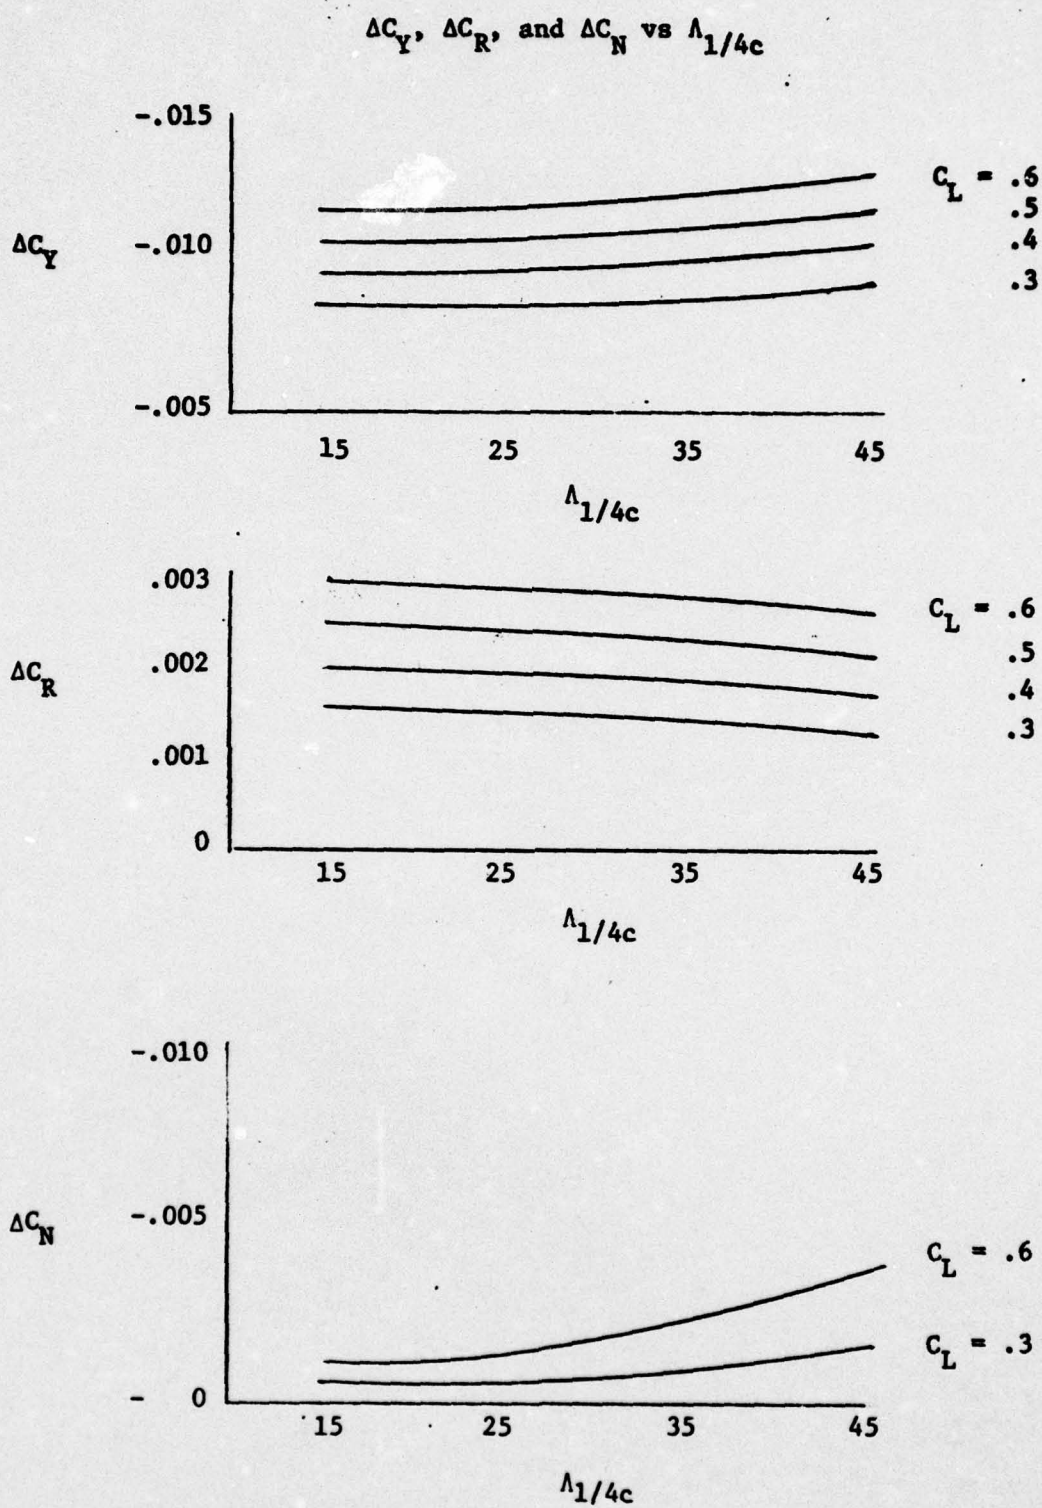 ΔC_Y, ΔC_R, and ΔC_N vs Λ_1/4c
-.015
C_L = .6
.5
ΔC_Y
-.010
.4
.3
-.005
15 25 35 45
Λ_1/4c
.003
C_L = .6
.5
ΔC_R
.002
.4
.3
.001
0
15 25 35 45
Λ_1/4c
-.010
ΔC_N
-.005
C_L = .6
C_L = .3
- 0
15 25 35 45
Λ_1/4c